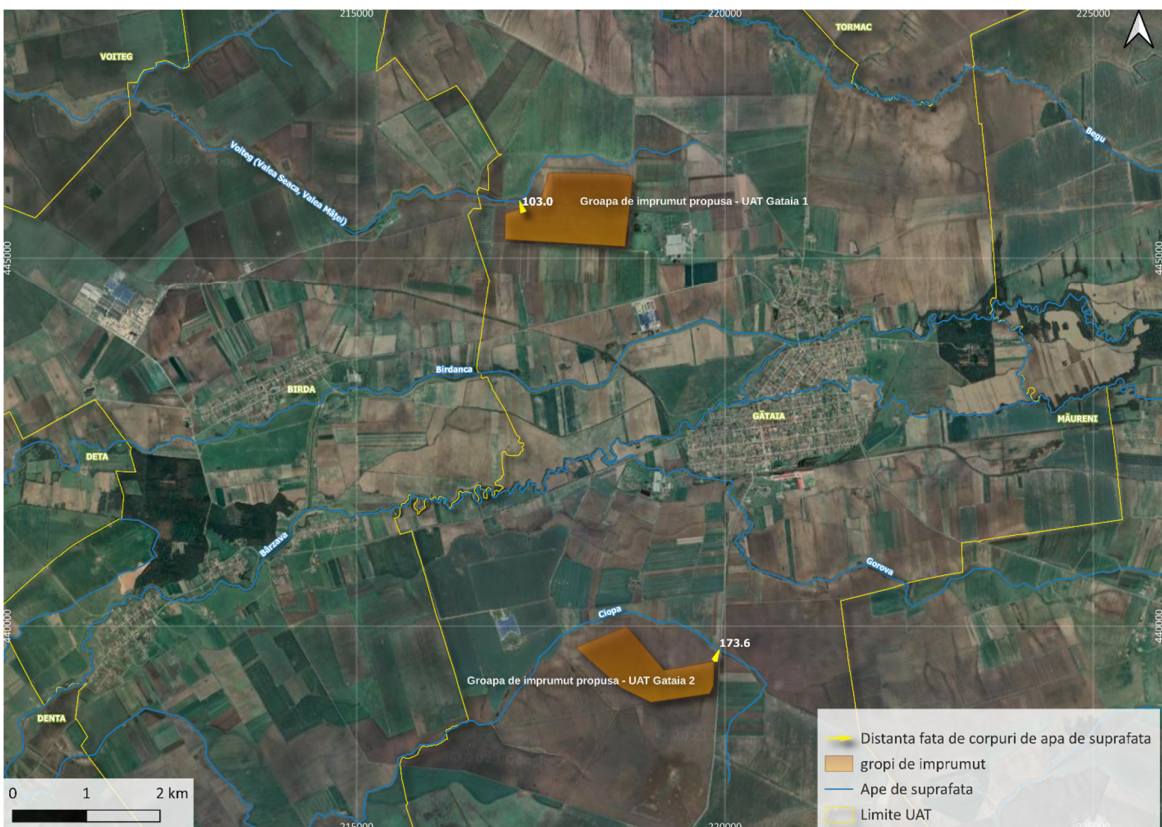 215000
220000
225000
TORMAC
VOITEG
Begu
Voiteg (Valea Seaca, Valea Mâţei)
103.0
Groapa de imprumut propusa - UAT Gataia 1
445000
445000
Birdanca
BIRDA
GĂTAIA
MĂURENI
DETA
Bârzava
Gorova
Ciopa
440000
440000
173.6
Groapa de imprumut propusa - UAT Gataia 2
DENTA
Distanta fata de corpuri de apa de suprafata
gropi de imprumut
Ape de suprafata
Limite UAT
0 1 2 km
215000
220000